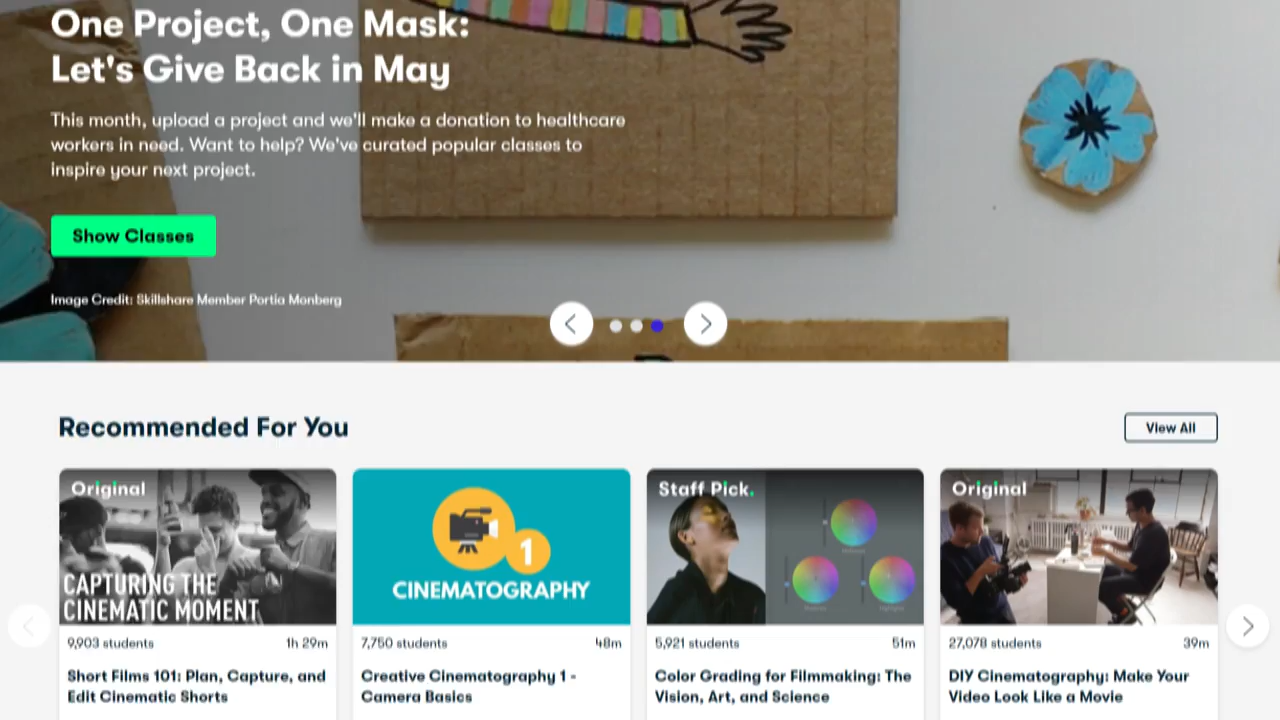 One Project, One Mask:
Let's Give Back in May
This month, upload a project and we'll make a donation to healthcare
workers in need. Want to help? We've curated popular classes to
inspire your next project.
Show Classes
Image Credit: Skillshare Member Portia Monberg
Recommended For You
View All
Original
CAPTURING THE
CINEMATIC MOMENT
9,903 students
1h 29m
Short Films 101: Plan, Capture, and
Edit Cinematic Shorts
1
CINEMATOGRAPHY
7,750 students
48m
Creative Cinematography 1 -
Camera Basics
Staff Pick.
5,921 students
51m
Color Grading for Filmmaking: The
Vision, Art, and Science
Original
27,078 students
39m
DIY Cinematography: Make Your
Video Look Like a Movie